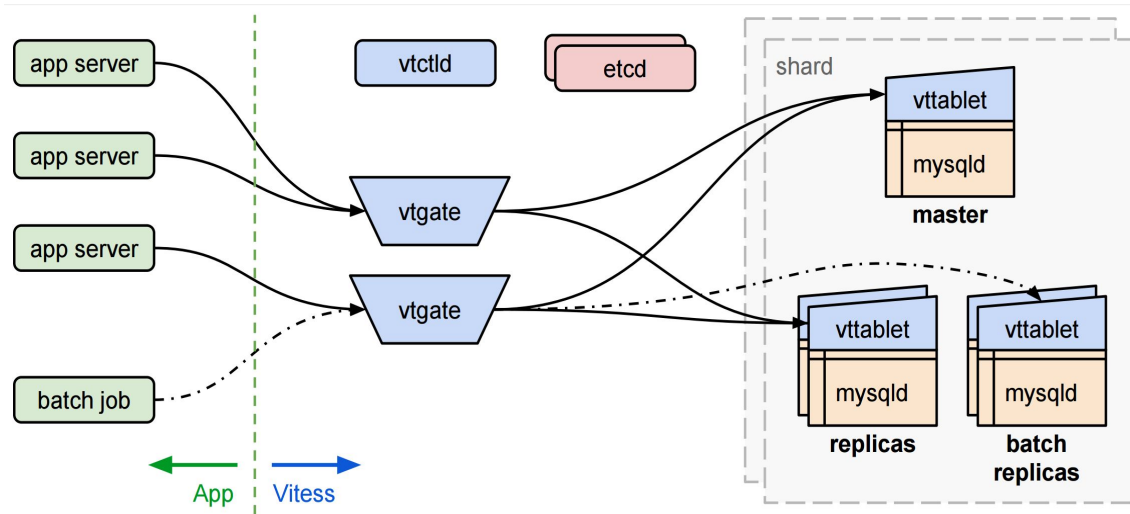 app server
app server
app server
batch job
App
Vitess
vtctld
etcd
vtgate
vtgate
shard
vttablet
mysqld
master
vttablet
mysqld
replicas
vttablet
mysqld
batch
replicas